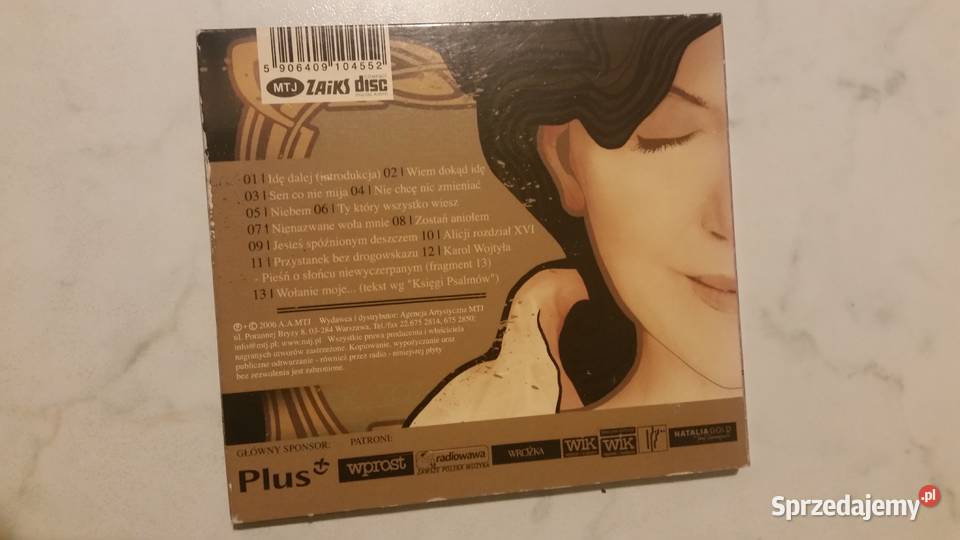 5 906409 104552
MTJ ZAiKS disc
01 | Idę dalej (introdukcja) 02 | Wiem dokąd idę
03 | Sen co nie mija 04 | Nie chcę nic zmieniać
05 | Niebem 06 | Ty który wszystko wiesz
07 | Nienazwane woła mnie 08 | Zostań aniołem
09 | Jesteś spóźnionym deszczem 10 | Alicji rozdział XVI
11 | Przystanek bez drogowskazu 12 | Karol Wojtyła
- Pieśń o słońcu niewyczerpanym (fragment 13)
13 | Wołanie moje... (tekst wg "Księgi Psalmów")
℗+© 2006 A.A.MTJ Wydawca i dystrybutor: Agencja Artystyczna MTJ
ul. Porannej Bryzy 8, 03-284 Warszawa, Tel./fax 22 675 2814, 675 2850;
info@mtj.pl; www.mtj.pl Wszystkie prawa producenta i właściciela
nagranych utworów zastrzeżone. Kopiowanie, wypożyczanie oraz
publiczne odtwarzanie - również przez radio - niniejszej płyty
bez zezwolenia jest zabronione.
GŁÓWNY SPONSOR: PATRONI:
Plus+ wprost radiowawa WRÓŻKA WiK WiK NATALIAGOLD
ZAWSZE POLSKA MUZYKA
Sprzedajemy.pl